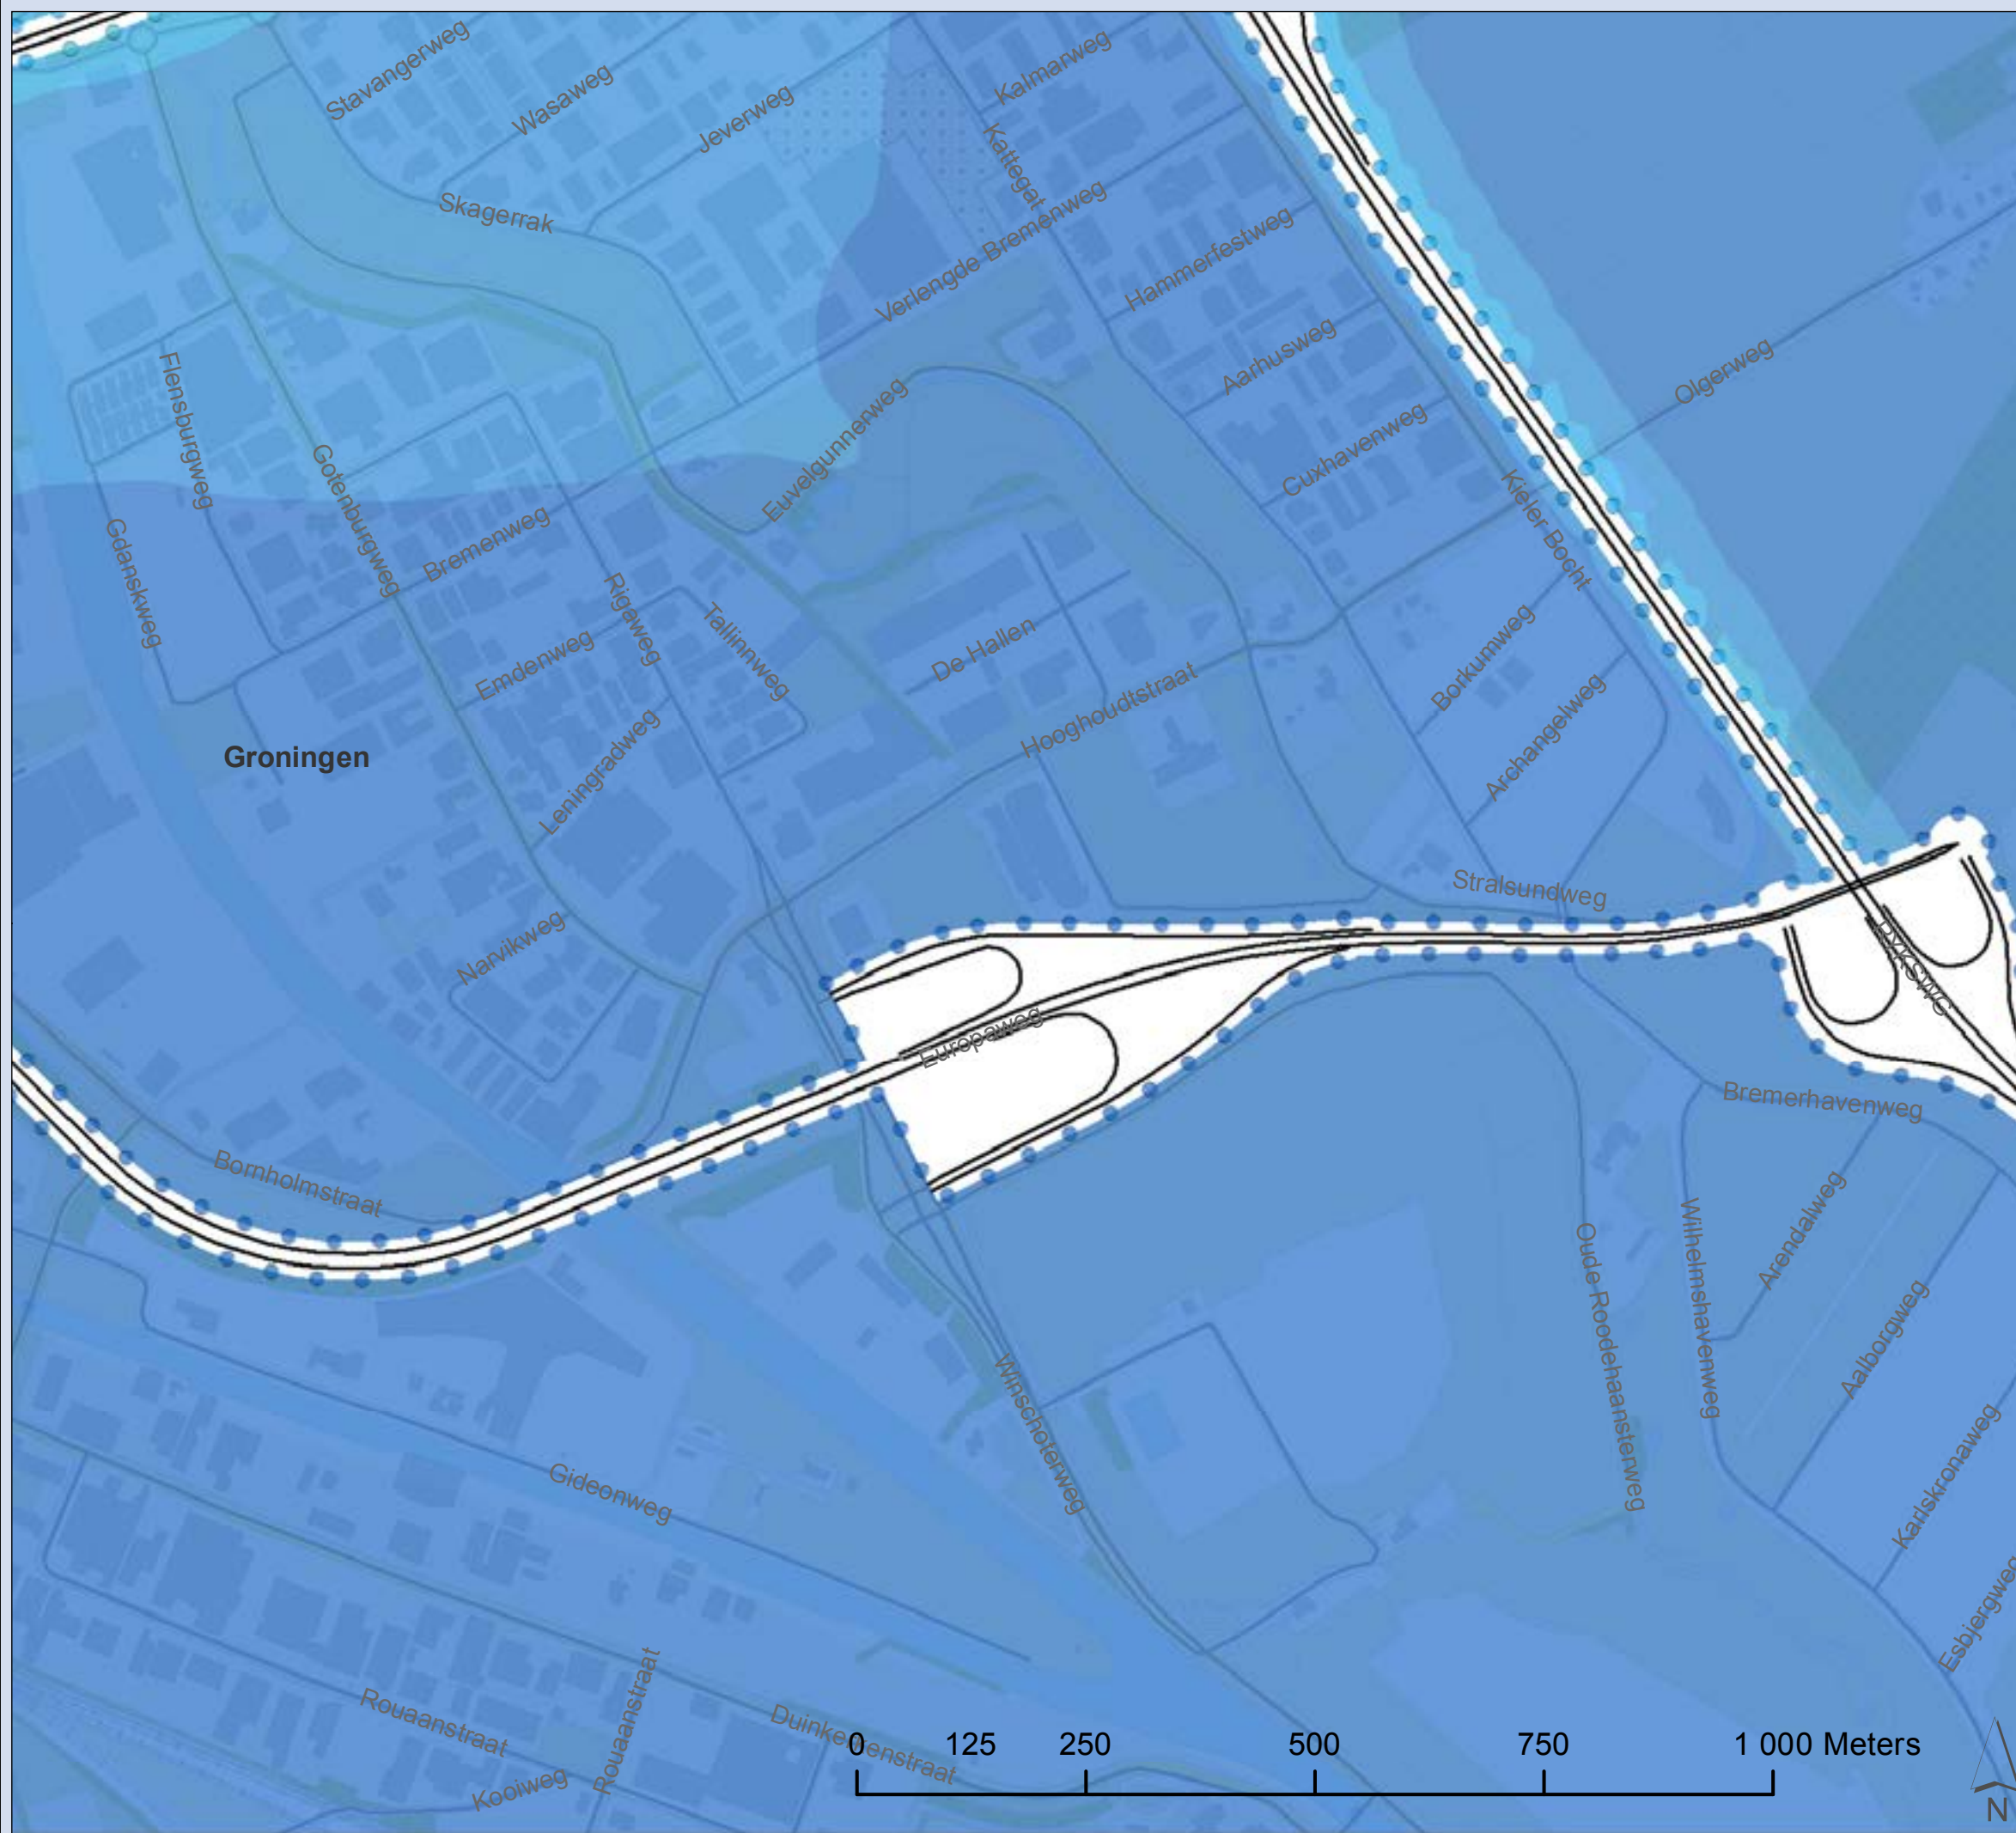 Stavangerweg
Wasaweg
Jeverweg
Kalmarweg
Kattegat
Skagerrak
Verlengde Bremenweg
Hammerfestweg
Aarhusweg
Cuxhavenweg
Olgerweg
Flensburgweg
Gotenburgweg
Euvelgunnerweg
Kieler Bocht
Gdanskweg
Bremenweg
Rigaweg
Tallinnweg
Emdenweg
De Hallen
Borkumweg
Hooghoudtstraat
Archangelweg
Groningen
Leningradweg
Stralsundweg
Narvikweg
Europaweg
Bremerhavenweg
Bornholmstraat
Arendalweg
Wilhelmshavenweg
Oude Roodehaansterweg
Aalborgweg
Winschoterweg
Karlskronaweg
Gideonweg
Esbjergweg
Rouaanstraat
Rouaanstraat
Kooiweg
0 125 250 500 750 1 000 Meters
N